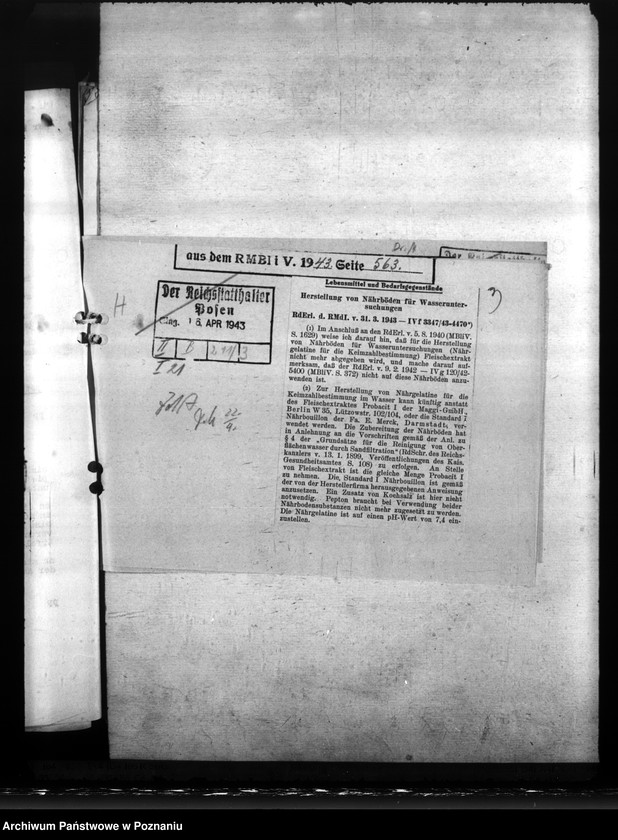 aus dem RMBliV. 1943 Seite 563.
Der Reichsstatthalter
Posen
Eing. 16. APR 1943
II B
I 21
H
3)
Lebensmittel und Bedarfsgegenstände
Herstellung von Nährböden für Wasserunter-
suchungen
RdErl. d. RMdI. v. 31. 3. 1943 — IV f 3347/43-4470*)
(1) Im Anschluß an den RdErl. v. 5. 8. 1940 (MBliV.
S. 1629) weise ich darauf hin, daß für die Herstellung
von Nährböden für Wasseruntersuchungen (Nähr-
gelatine für die Keimzahlbestimmung) Fleischextrakt
nicht mehr abgegeben wird, und mache darauf auf-
merksam, daß der RdErl. v. 9. 2. 1942 — IV g 120/42-
5400 (MBliV. S. 372) nicht auf diese Nährböden anzu-
wenden ist.
(2) Zur Herstellung von Nährgelatine für die
Keimzahlbestimmung in Wasser kann künftig anstatt
des Fleischextraktes Probacit I der Maggi-GmbH.,
Berlin W 35, Lützowstr. 102/104, oder die Standard I
Nährbouillon der Fa. E. Merck, Darmstadt, ver-
wendet werden. Die Zubereitung der Nährböden hat
in Anlehnung an die Vorschriften gemäß der Anl. zu
§ 4 der „Grundsätze für die Reinigung von Ober-
flächenwasser durch Sandfiltration“ (RdSchr. des Reichs-
kanzlers v. 13. 1. 1899, Veröffentlichungen des Kais.
Gesundheitsamtes S. 108) zu erfolgen. An Stelle
von Fleischextrakt ist die gleiche Menge Probacit I
zu nehmen. Die Standard I Nährbouillon ist gemäß
der von der Herstellerfirma herausgegebenen Anweisung
anzusetzen. Ein Zusatz von Kochsalz ist hier nicht
notwendig. Pepton braucht bei Verwendung beider
Nährbodensubstanzen nicht mehr zugesetzt zu werden.
Die Nährgelatine ist auf einen pH-Wert von 7,4 ein-
zustellen.
Archiwum Państwowe w Poznaniu